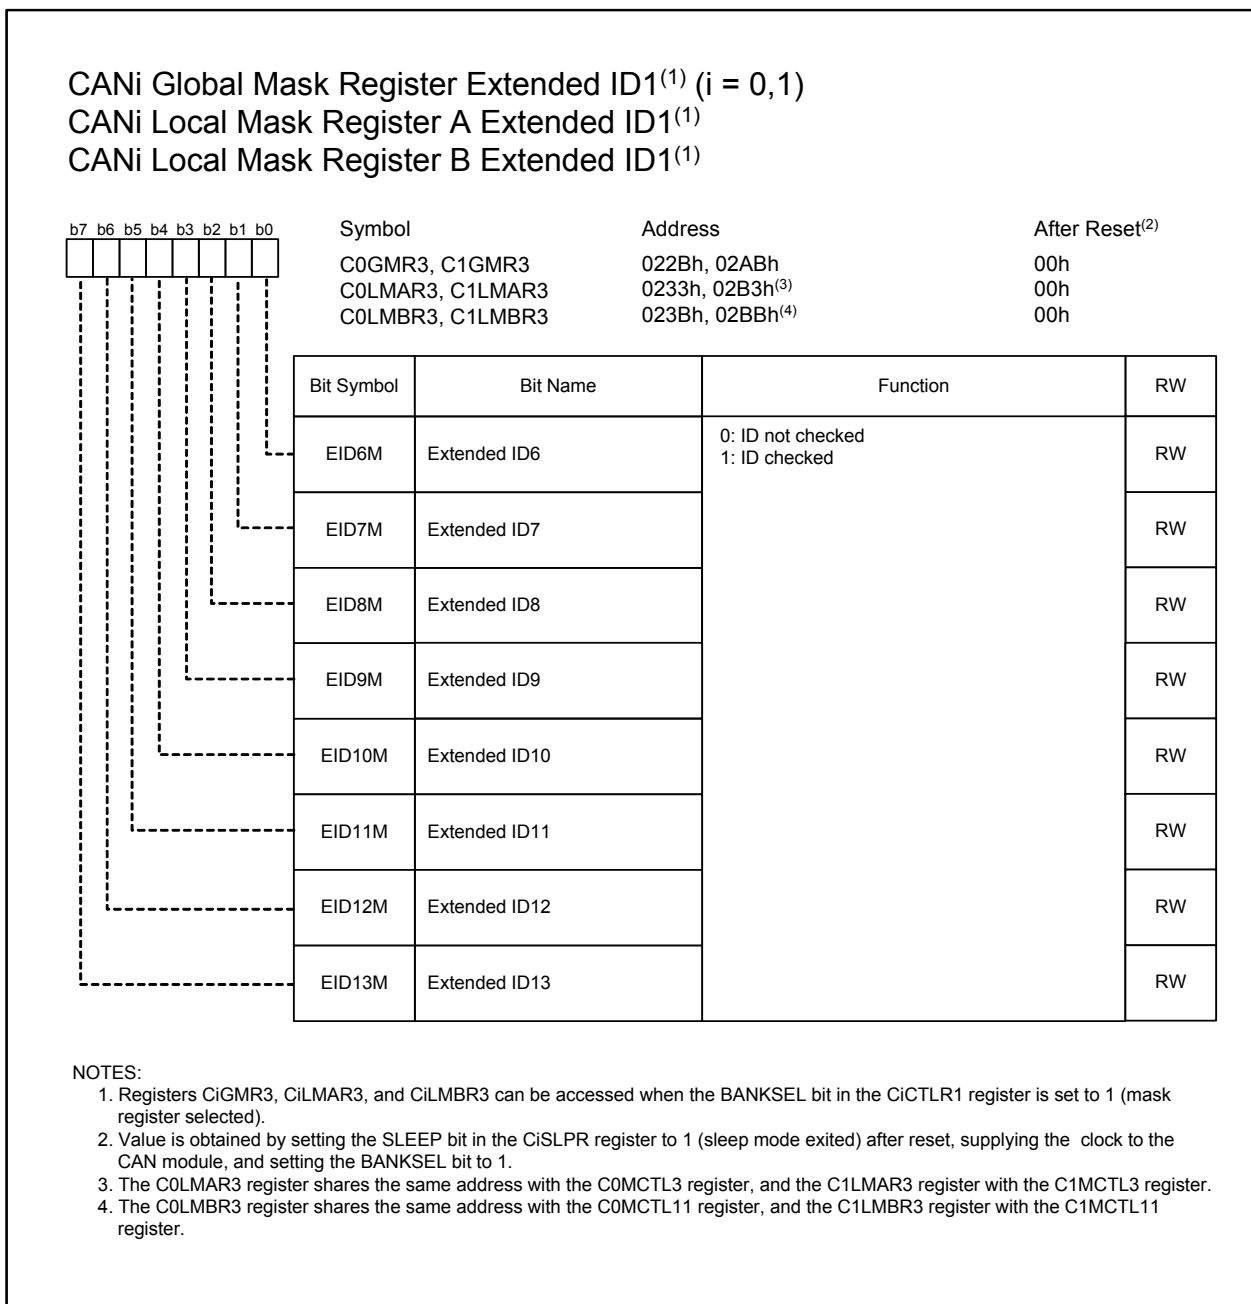 CANi Global Mask Register Extended ID1(1) (i = 0,1)
CANi Local Mask Register A Extended ID1(1)
CANi Local Mask Register B Extended ID1(1)
b7 b6 b5 b4 b3 b2 b1 b0
Symbol Address After Reset(2)
C0GMR3, C1GMR3 022Bh, 02ABh 00h
C0LMAR3, C1LMAR3 0233h, 02B3h(3) 00h
C0LMBR3, C1LMBR3 023Bh, 02BBh(4) 00h
Bit Symbol Bit Name Function RW
EID6M Extended ID6 0: ID not checked RW
1: ID checked
EID7M Extended ID7 RW
EID8M Extended ID8 RW
EID9M Extended ID9 RW
EID10M Extended ID10 RW
EID11M Extended ID11 RW
EID12M Extended ID12 RW
EID13M Extended ID13 RW
NOTES:
1. Registers CiGMR3, CiLMAR3, and CiLMBR3 can be accessed when the BANKSEL bit in the CiCTLR1 register is set to 1 (mask
register selected).
2. Value is obtained by setting the SLEEP bit in the CiSLPR register to 1 (sleep mode exited) after reset, supplying the clock to the
CAN module, and setting the BANKSEL bit to 1.
3. The C0LMAR3 register shares the same address with the C0MCTL3 register, and the C1LMAR3 register with the C1MCTL3 register.
4. The C0LMBR3 register shares the same address with the C0MCTL11 register, and the C1LMBR3 register with the C1MCTL11
register.